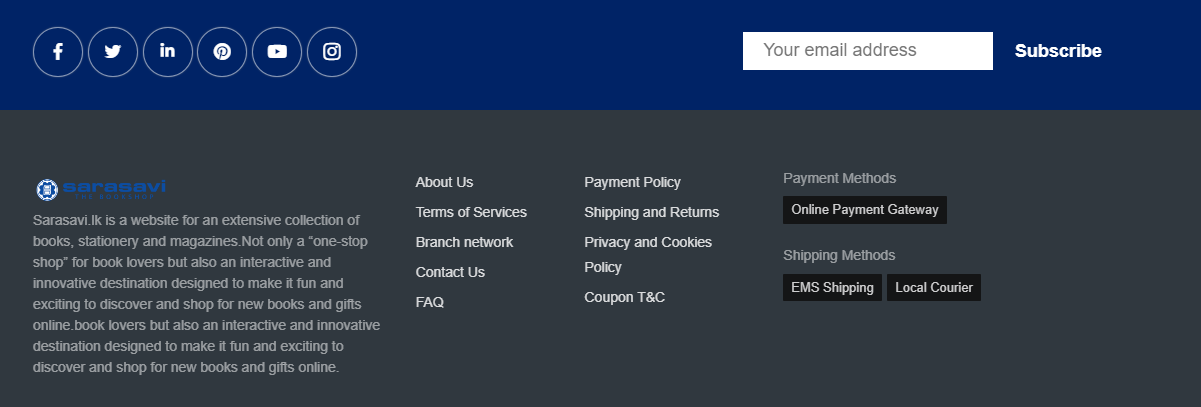 Your email address
Subscribe
sarasavi
THE BOOKSHOP
Sarasavi.lk is a website for an extensive collection of
books, stationery and magazines.Not only a “one-stop
shop” for book lovers but also an interactive and
innovative destination designed to make it fun and
exciting to discover and shop for new books and gifts
online.book lovers but also an interactive and innovative
destination designed to make it fun and exciting to
discover and shop for new books and gifts online.
About Us
Terms of Services
Branch network
Contact Us
FAQ
Payment Policy
Shipping and Returns
Privacy and Cookies
Policy
Coupon T&C
Payment Methods
Online Payment Gateway
Shipping Methods
EMS Shipping
Local Courier